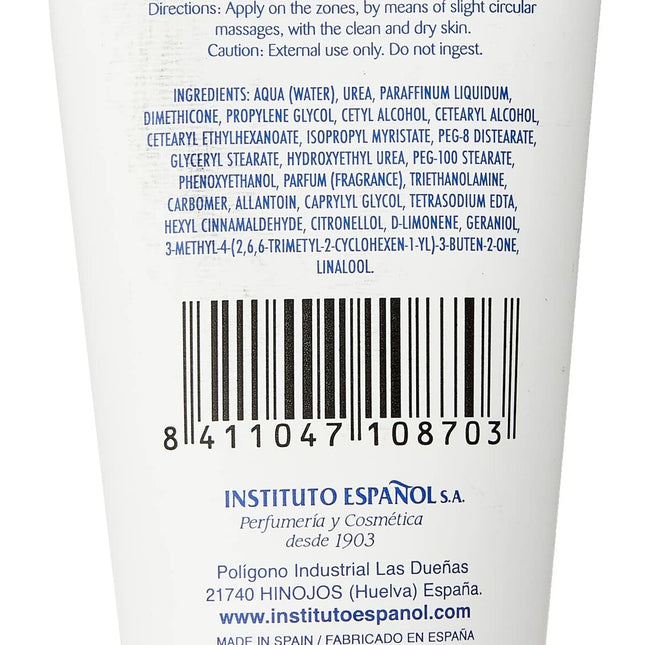 Directions: Apply on the zones, by means of slight circular
massages, with the clean and dry skin.
Caution: External use only. Do not ingest.
INGREDIENTS: AQUA (WATER), UREA, PARAFFINUM LIQUIDUM,
DIMETHICONE, PROPYLENE GLYCOL, CETYL ALCOHOL, CETEARYL ALCOHOL,
CETEARYL ETHYLHEXANOATE, ISOPROPYL MYRISTATE, PEG-8 DISTEARATE,
GLYCERYL STEARATE, HYDROXYETHYL UREA, PEG-100 STEARATE,
PHENOXYETHANOL, PARFUM (FRAGRANCE), TRIETHANOLAMINE,
CARBOMER, ALLANTOIN, CAPRYLYL GLYCOL, TETRASODIUM EDTA,
HEXYL CINNAMALDEHYDE, CITRONELLOL, D-LIMONENE, GERANIOL,
3-METHYL-4-(2,6,6-TRIMETYL-2-CYCLOHEXEN-1-YL)-3-BUTEN-2-ONE,
LINALOOL.
8 411047 108703
INSTITUTO ESPAÑOL S.A.
Perfumería y Cosmética
desde 1903
Polígono Industrial Las Dueñas
21740 HINOJOS (Huelva) España.
www.institutoespanol.com
MADE IN SPAIN / FABRICADO EN ESPAÑA